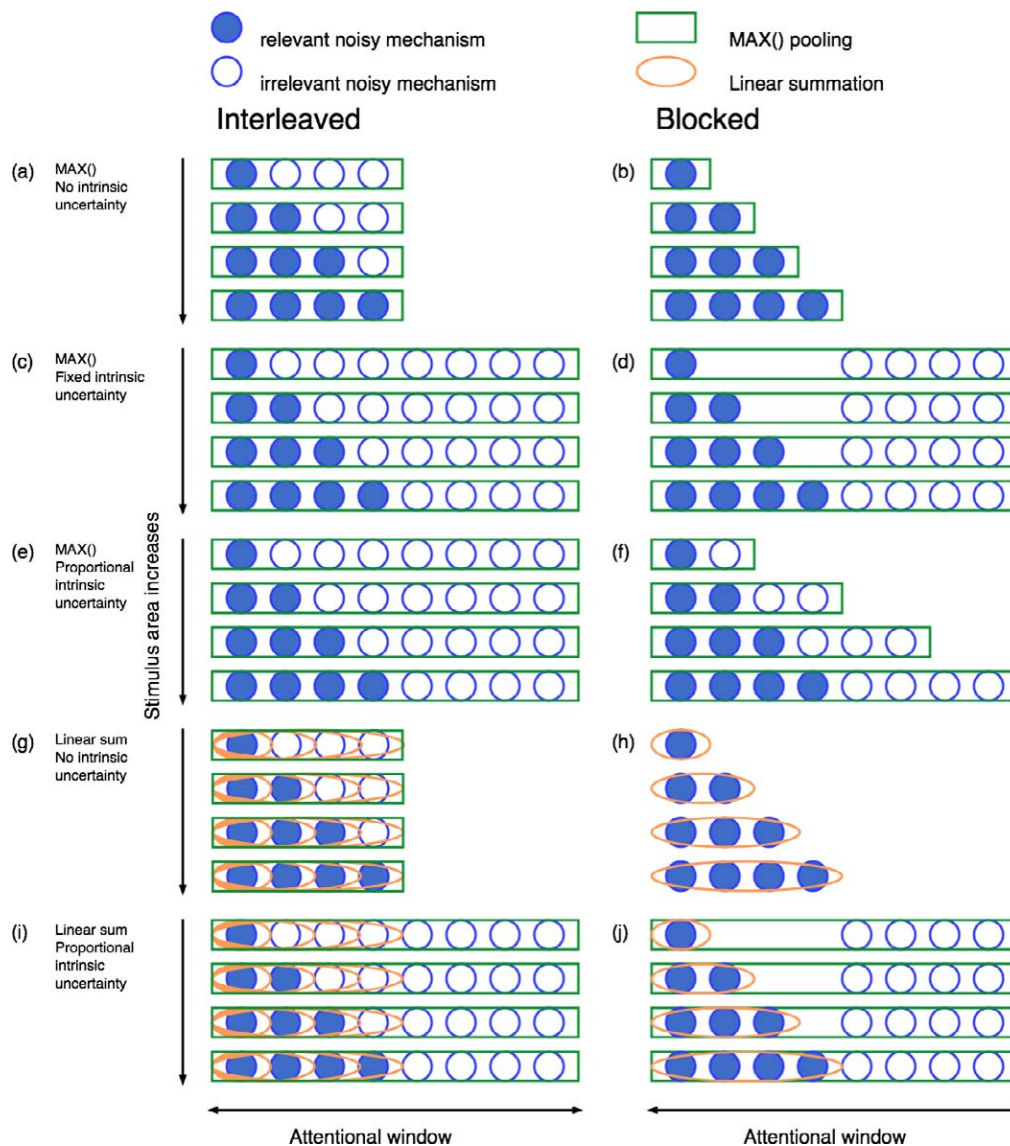 relevant noisy mechanism
MAX() pooling
irrelevant noisy mechanism
Linear summation
Interleaved
Blocked
(a)
MAX()
No intrinsic
uncertainty
(b)
(c)
MAX()
Fixed intrinsic
uncertainty
(d)
(e)
MAX()
Proportional
intrinsic
uncertainty
(f)
Stimulus area increases
(g)
Linear sum
No intrinsic
uncertainty
(h)
(i)
Linear sum
Proportional
intrinsic
uncertainty
(j)
Attentional window
Attentional window